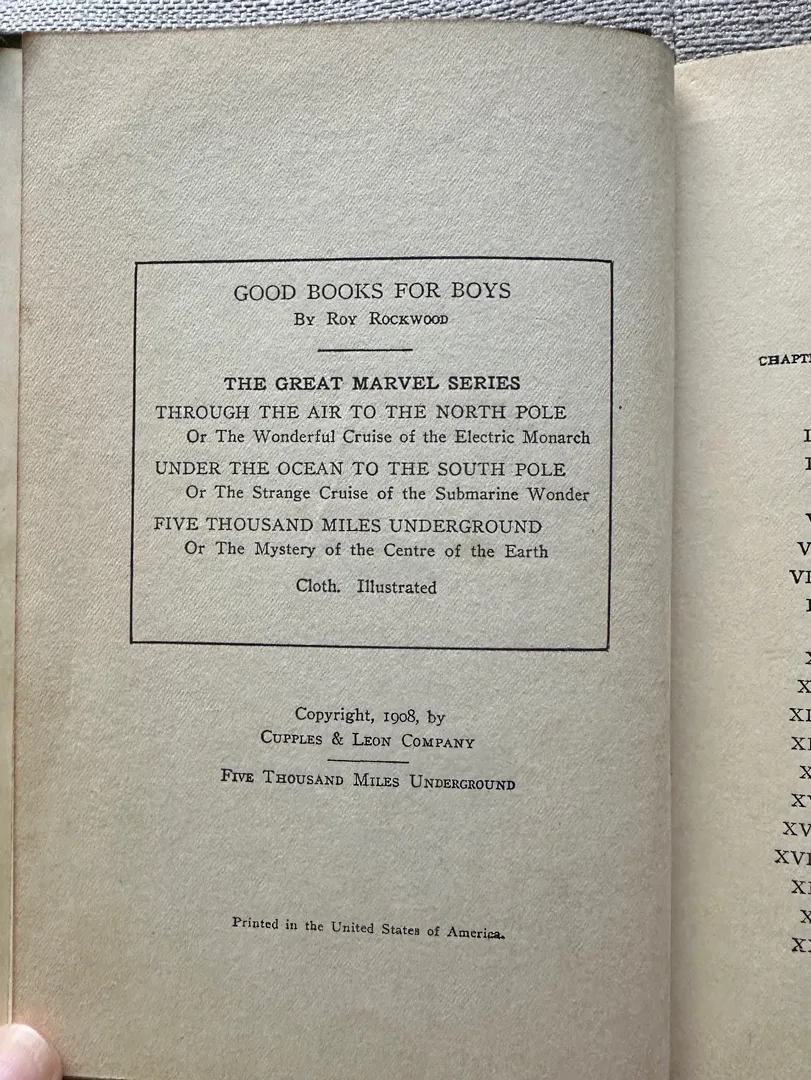 GOOD BOOKS FOR BOYS
BY ROY ROCKWOOD
THE GREAT MARVEL SERIES
THROUGH THE AIR TO THE NORTH POLE
Or The Wonderful Cruise of the Electric Monarch
UNDER THE OCEAN TO THE SOUTH POLE
Or The Strange Cruise of the Submarine Wonder
FIVE THOUSAND MILES UNDERGROUND
Or The Mystery of the Centre of the Earth
Cloth. Illustrated
Copyright, 1908, by
CUPPLES & LEON COMPANY
FIVE THOUSAND MILES UNDERGROUND
Printed in the United States of America.